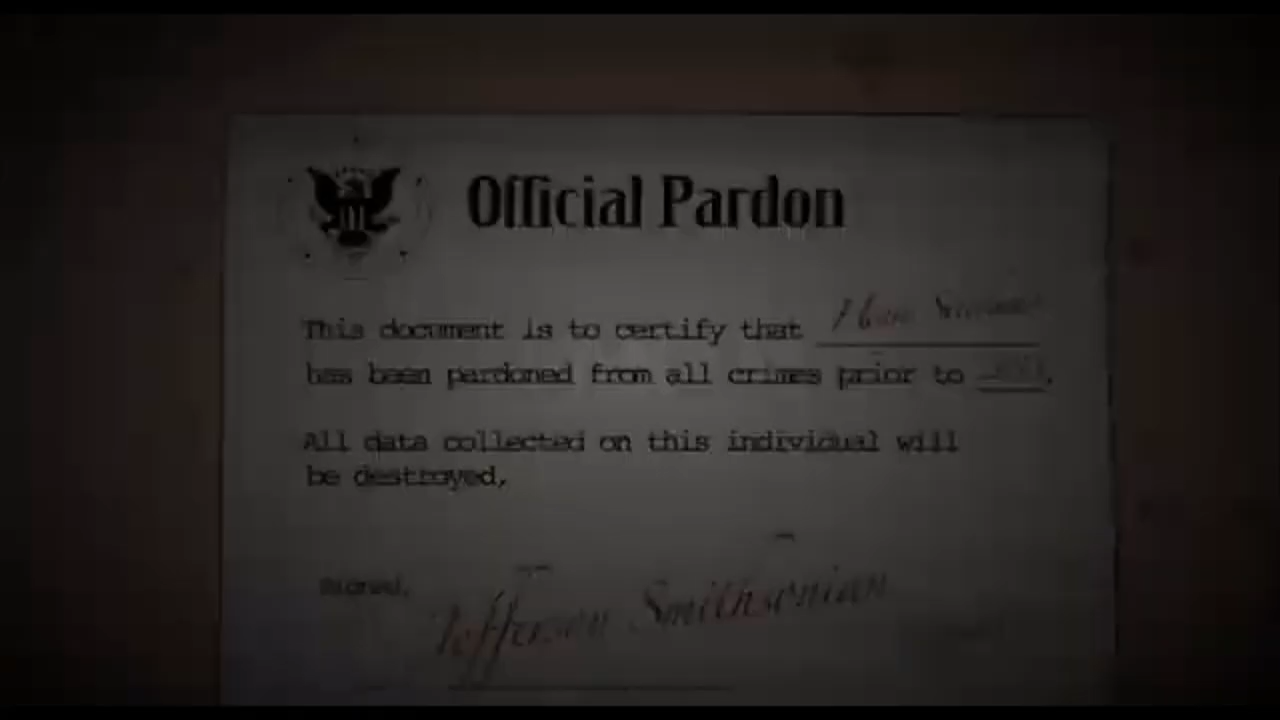 Official Pardon
This document is to certify that
has been pardoned from all crimes prior to
All data collected on this individual will
be destroyed.
signed,
Jefferson Smithsonian